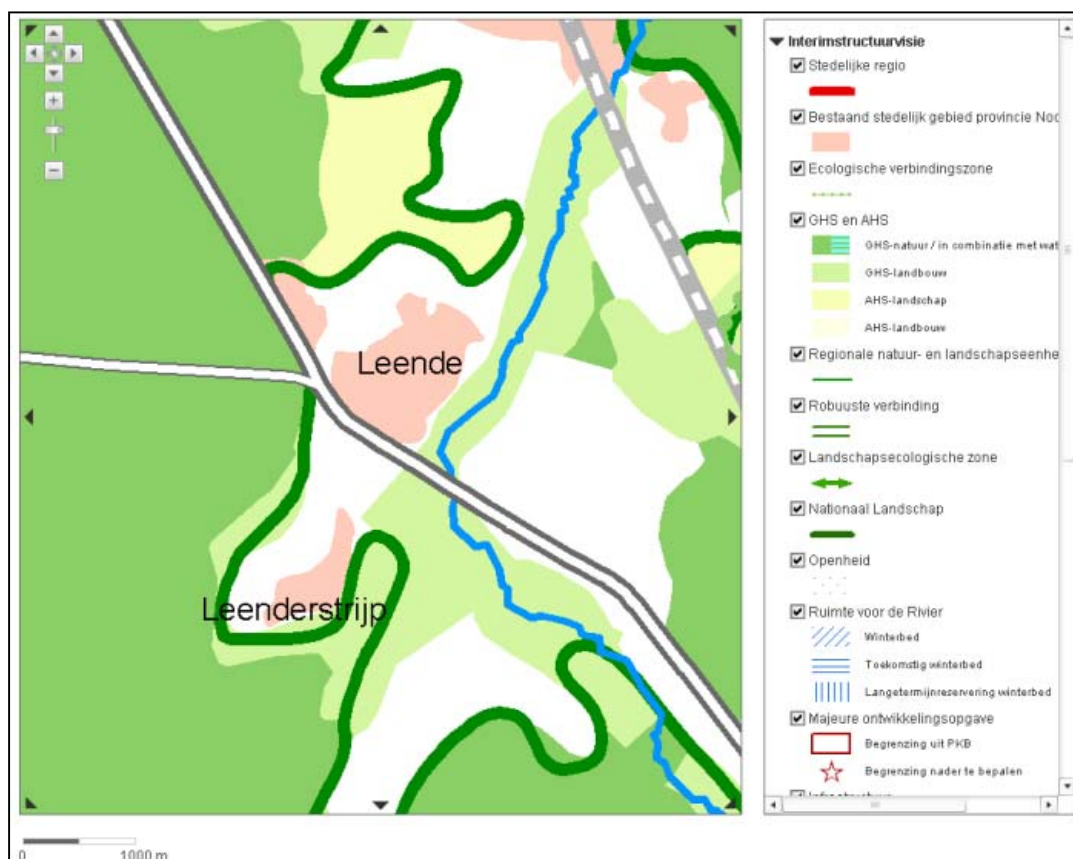 Leende
Leenderstrijp
0 1000 m
Interimstructuurvisie
Stedelijke regio
Bestaand stedelijk gebied provincie Noo
Ecologische verbindingszone
GHS en AHS
GHS-natuur / in combinatie met wat
GHS-landbouw
AHS-landschap
AHS-landbouw
Regionale natuur- en landschapseenhe
Robuuste verbinding
Landschapsecologische zone
Nationaal Landschap
Openheid
Ruimte voor de Rivier
Winterbed
Toekomstig winterbed
Langetermijnreservering winterbed
Majeure ontwikkelingsopgave
Begrenzing uit PKB
Begrenzing nader te bepalen